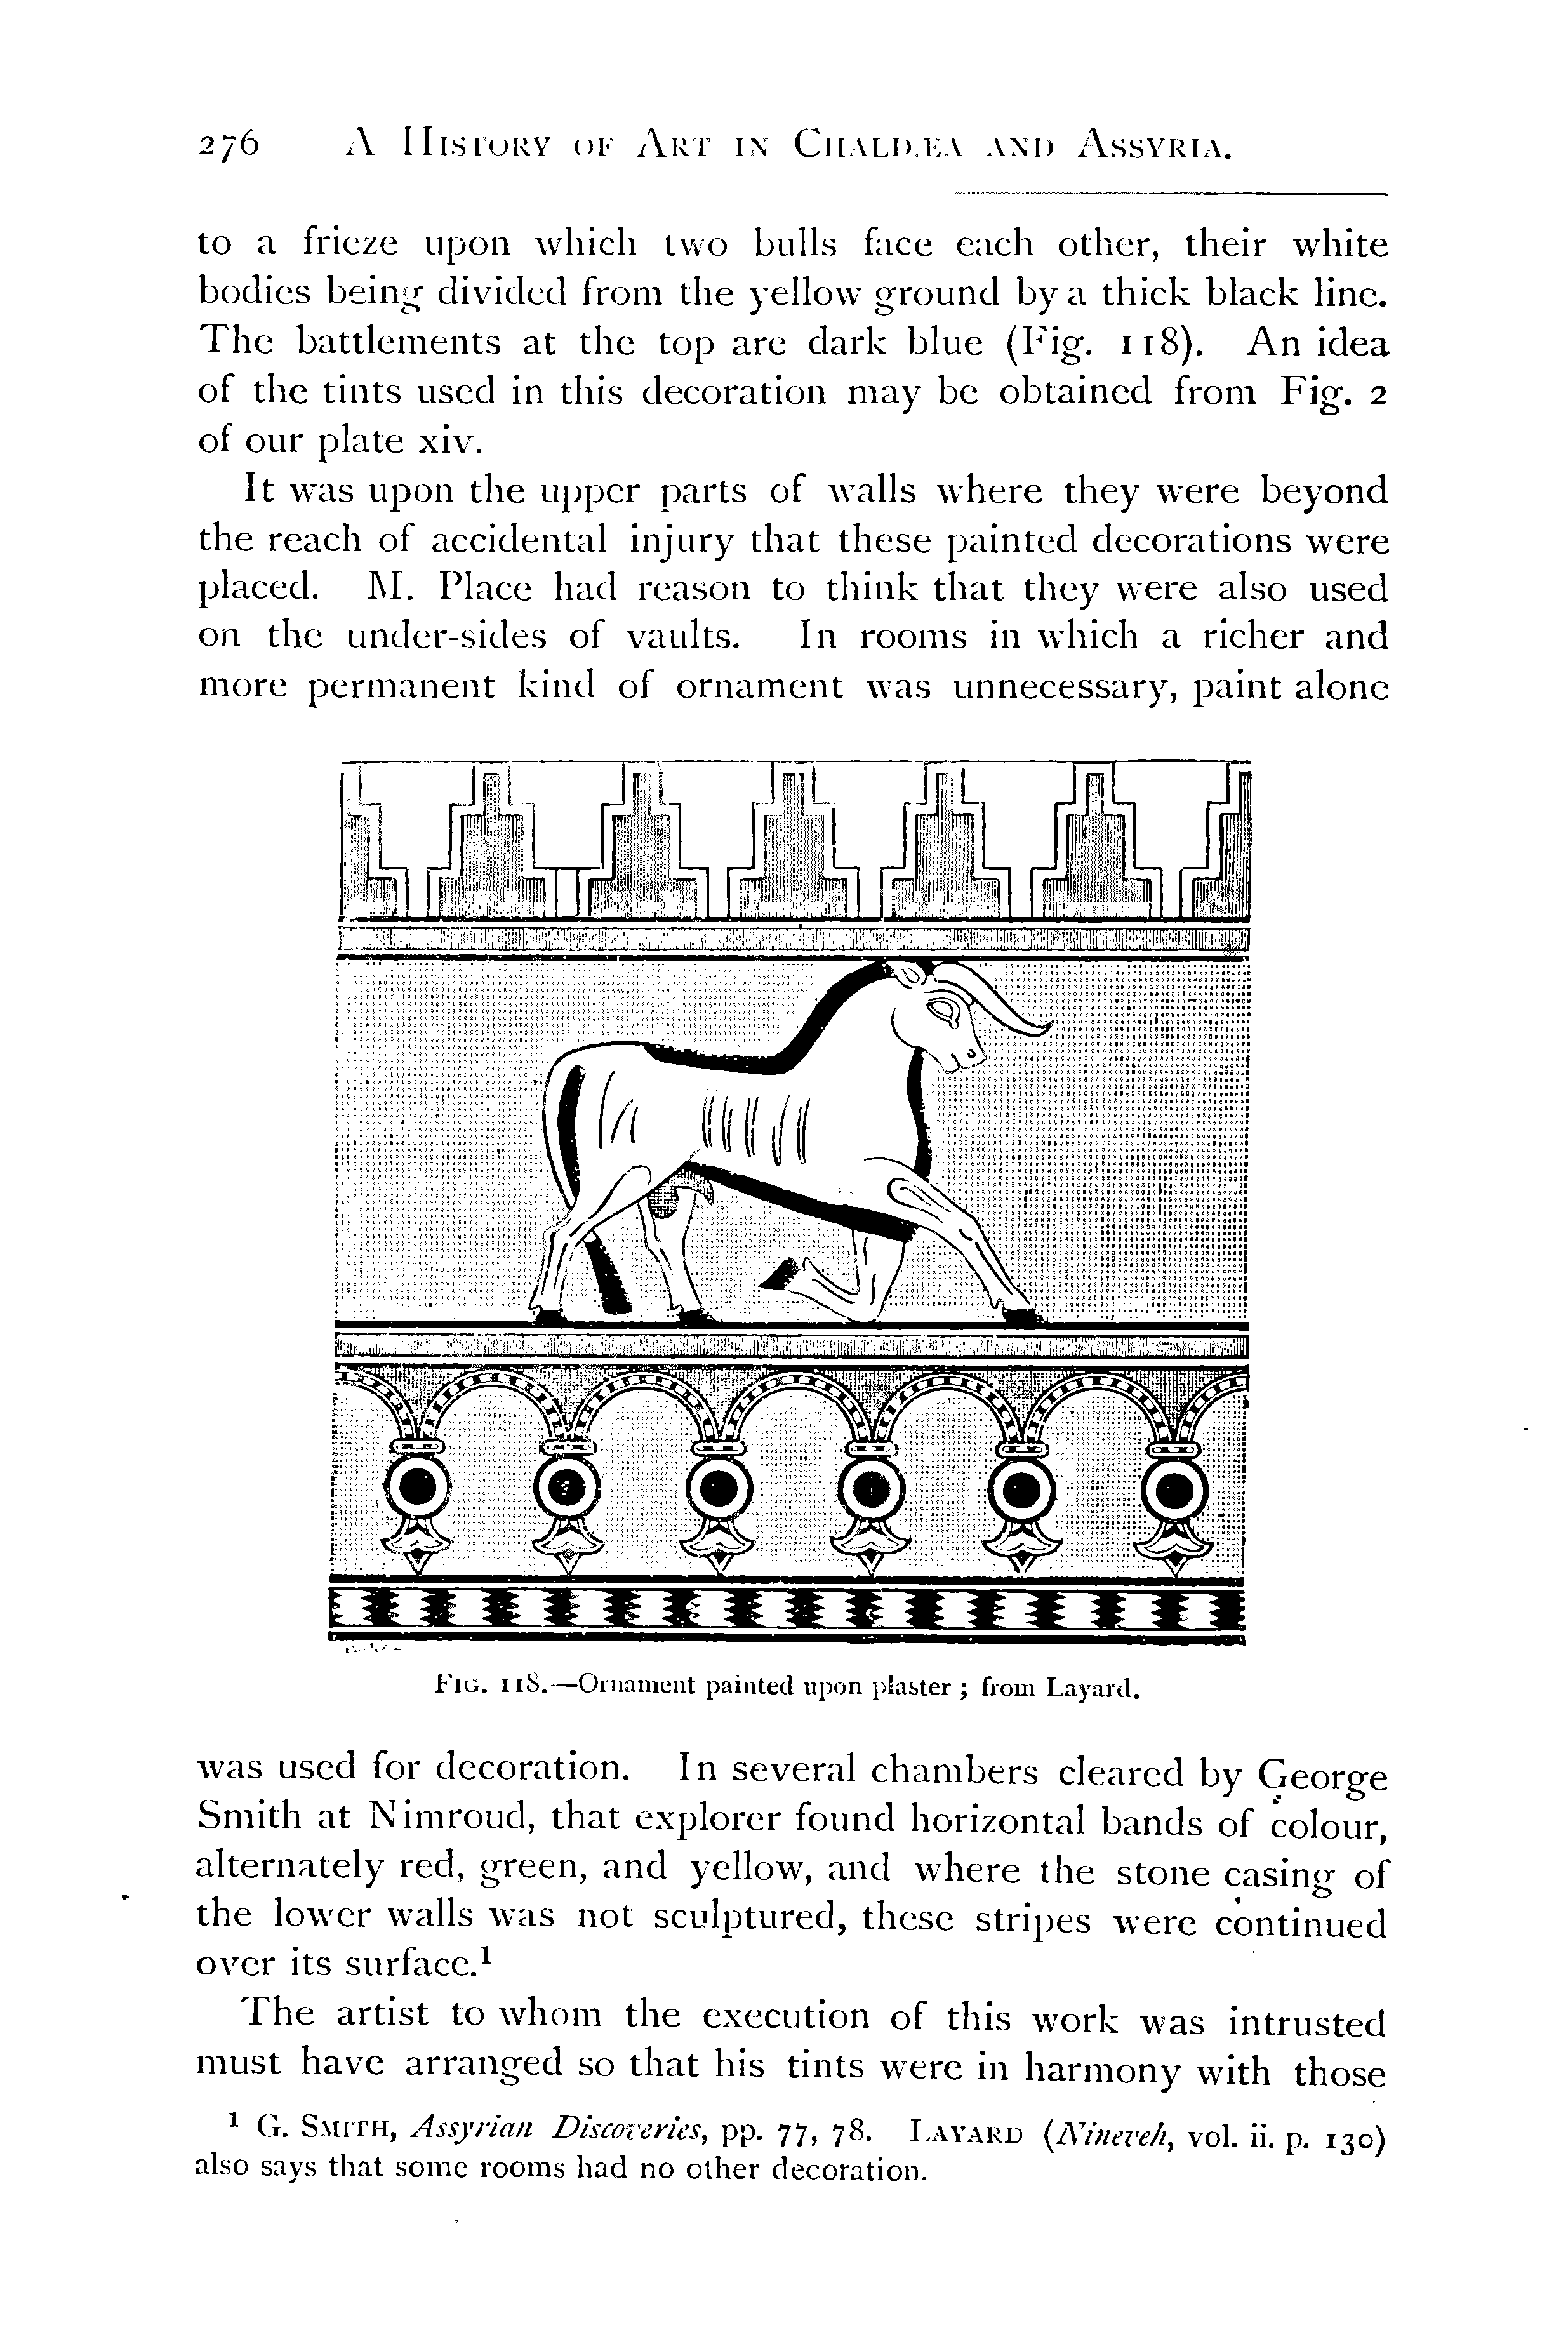 276 A History of Art in Chaldæa and Assyria.
to a frieze upon which two bulls face each other, their white
bodies being divided from the yellow ground by a thick black line.
The battlements at the top are dark blue (Fig. 118). An idea
of the tints used in this decoration may be obtained from Fig. 2
of our plate xiv.
It was upon the upper parts of walls where they were beyond
the reach of accidental injury that these painted decorations were
placed. M. Place had reason to think that they were also used
on the under-sides of vaults. In rooms in which a richer and
more permanent kind of ornament was unnecessary, paint alone
Fig. 118.—Ornament painted upon plaster ; from Layard.
was used for decoration. In several chambers cleared by George
Smith at Nimroud, that explorer found horizontal bands of colour,
alternately red, green, and yellow, and where the stone casing of
the lower walls was not sculptured, these stripes were continued
over its surface.¹
The artist to whom the execution of this work was intrusted
must have arranged so that his tints were in harmony with those
¹ G. Smith, Assyrian Discoveries, pp. 77, 78. Layard (Nineveh, vol. ii. p. 130)
also says that some rooms had no other decoration.